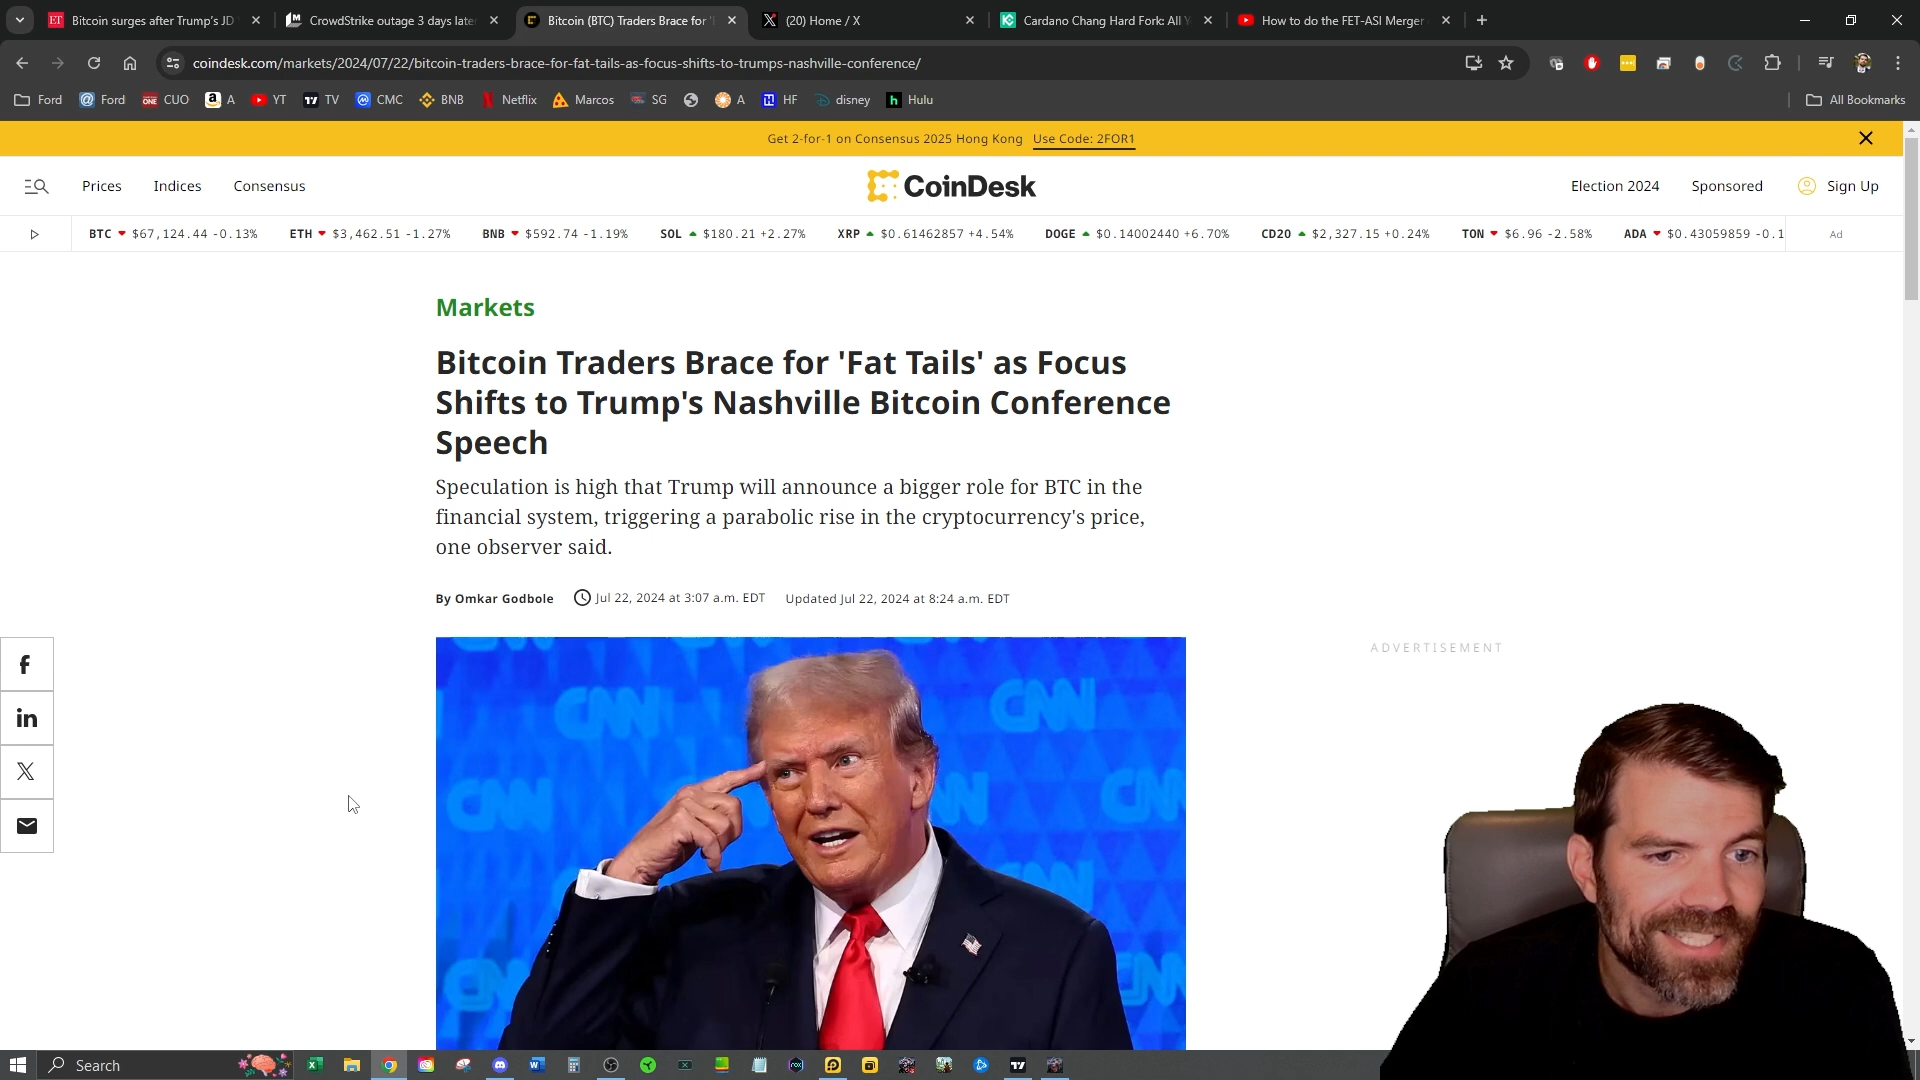 Bitcoin surges after Trump's JD
CrowdStrike outage 3 days late
Bitcoin (BTC) Traders Brace for '
(20) Home / X
Cardano Chang Hard Fork: All Y
How to do the FET-ASI Merger
coindesk.com/markets/2024/07/22/bitcoin-traders-brace-for-fat-tails-as-focus-shifts-to-trumps-nashville-conference/
Ford Ford CUO A YT TV CMC BNB Netflix Marcos SG A HF disney Hulu All Bookmarks
Get 2-for-1 on Consensus 2025 Hong Kong Use Code: 2FOR1
Prices Indices Consensus CoinDesk Election 2024 Sponsored Sign Up
BTC $67,124.44 -0.13% ETH $3,462.51 -1.27% BNB $592.74 -1.19% SOL $180.21 +2.27% XRP $0.61462857 +4.54% DOGE $0.14002440 +6.70% CD20 $2,327.15 +0.24% TON $6.96 -2.58% ADA $0.43059859 -0.1 Ad
Markets
Bitcoin Traders Brace for 'Fat Tails' as Focus
Shifts to Trump's Nashville Bitcoin Conference
Speech
Speculation is high that Trump will announce a bigger role for BTC in the
financial system, triggering a parabolic rise in the cryptocurrency's price,
one observer said.
By Omkar Godbole Jul 22, 2024 at 3:07 a.m. EDT Updated Jul 22, 2024 at 8:24 a.m. EDT
ADVERTISEMENT
CNN
CNN
CNN
CNN
CNN
CNN
CNN
CNN
Search